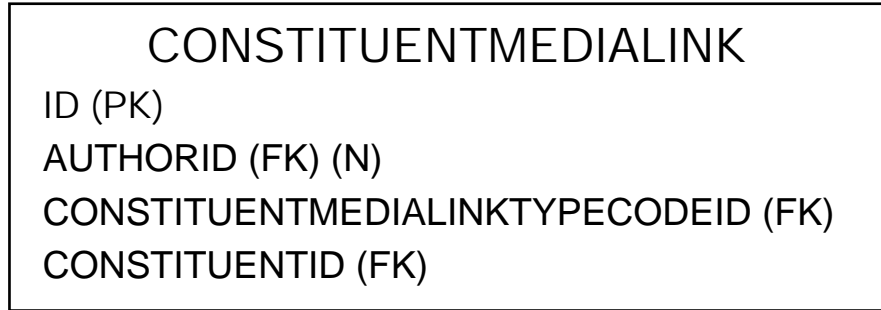 CONSTITUENTMEDIALINK
ID (PK)
AUTHORID (FK) (N)
CONSTITUENTMEDIALINKTYPECODEID (FK)
CONSTITUENTID (FK)